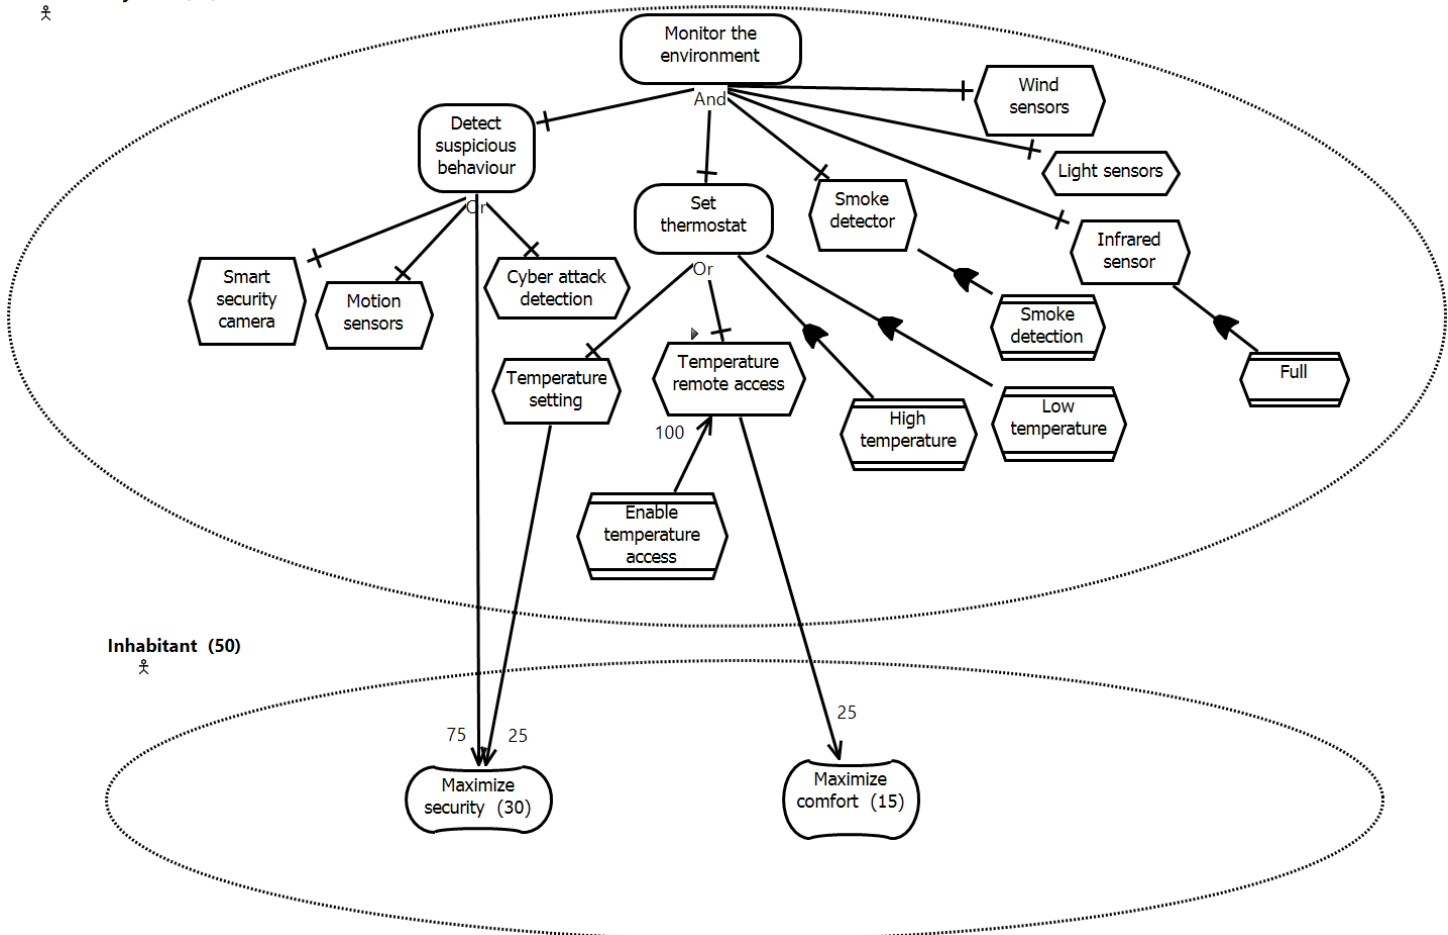 Monitor the
environment
And
Wind
sensors
Detect
suspicious
behaviour
Or
Light sensors
Set
thermostat
Or
Smoke
detector
Infrared
sensor
Smart
security
camera
Motion
sensors
Cyber attack
detection
Smoke
detection
Full
Temperature
setting
Temperature
remote access
High
temperature
Low
temperature
100
Enable
temperature
access
Inhabitant (50)
75
25
25
Maximize
security (30)
Maximize
comfort (15)